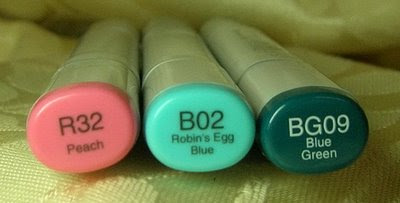 R32
Peach
B02
Robin's Egg
Blue
BG09
Blue
Green